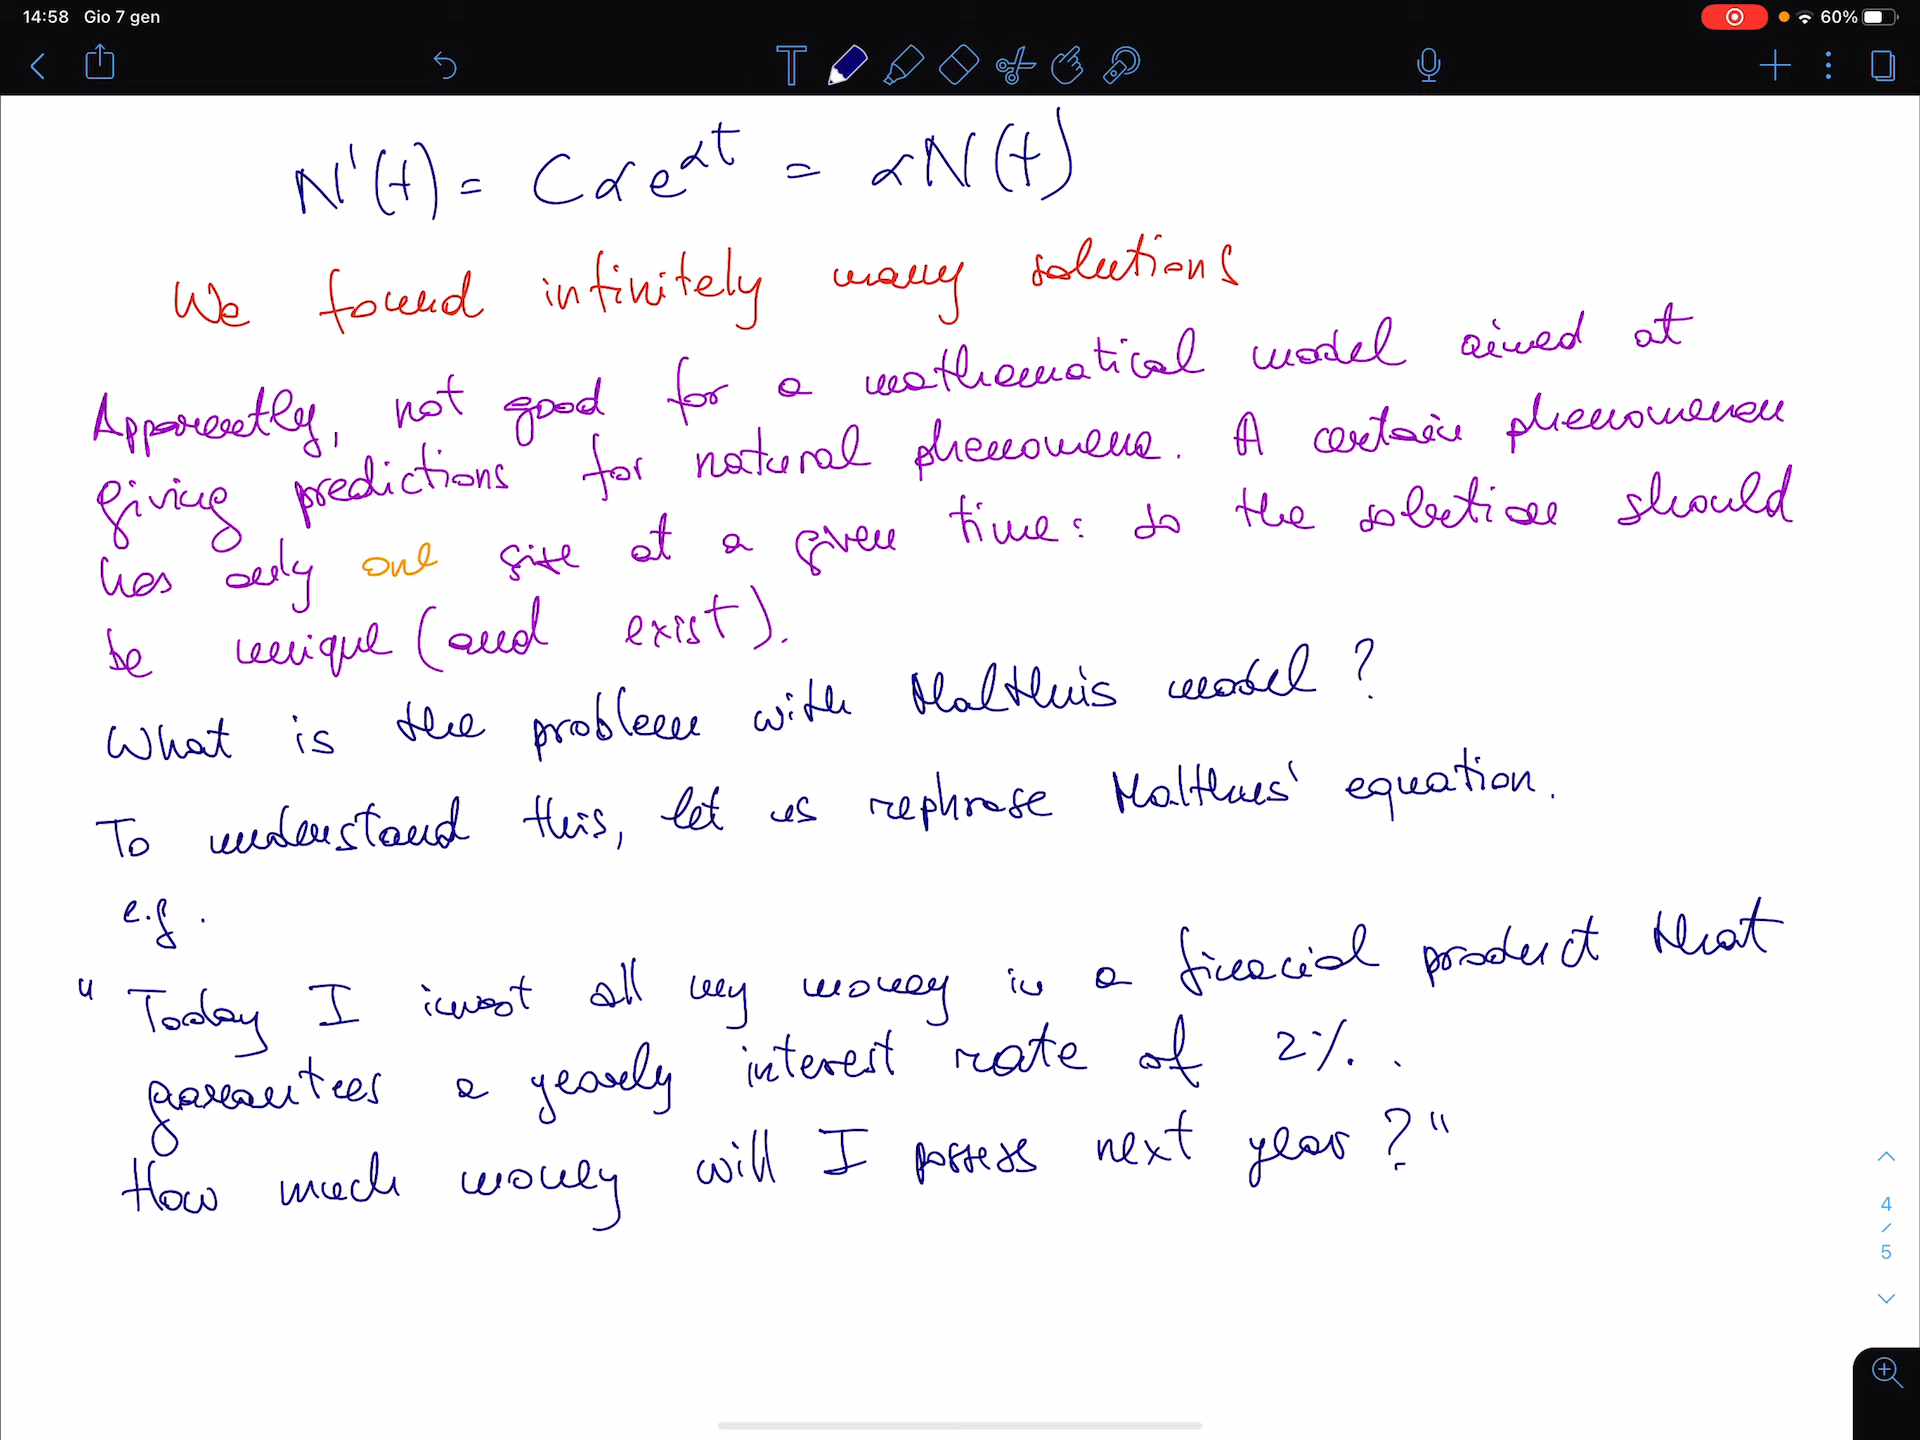 14:58 Gio 7 gen
60%
N'(t) = Cαe^{αt} = αN(t)
We found infinitely many solutions
Apparently, not good for a mathematical model aimed at
giving predictions for natural phenomena. A certain phenomenon
has only one size at a given time: so the solution should
be unique (and exist).
What is the problem with Malthus model?
To understand this, let us rephrase Malthus' equation.
e.g.
"Today I invest all my money in a finacial product that
guarantees a yearly interest rate of 2%.
How much money will I possess next year?"
4
/
5